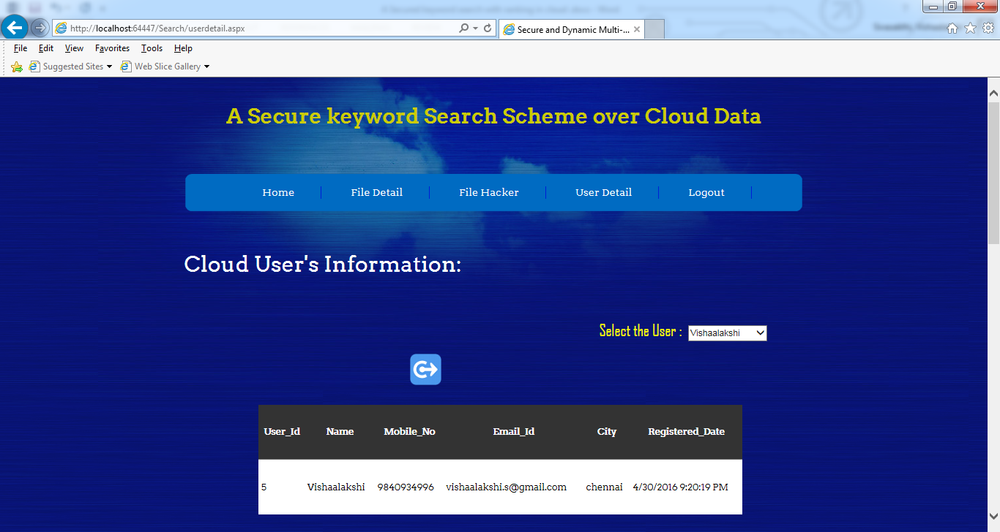 http://localhost:64447/Search/userdetail.aspx
Secure and Dynamic Multi-...
File Edit View Favorites Tools Help
Suggested Sites Web Slice Gallery
A Secure keyword Search Scheme over Cloud Data
Home File Detail File Hacker User Detail Logout
Cloud User's Information:
Select the User : Vishaalakshi
User_Id Name Mobile_No Email_Id City Registered_Date
5 Vishaalakshi 9840934996 vishaalakshi.s@gmail.com chennai 4/30/2016 9:20:19 PM